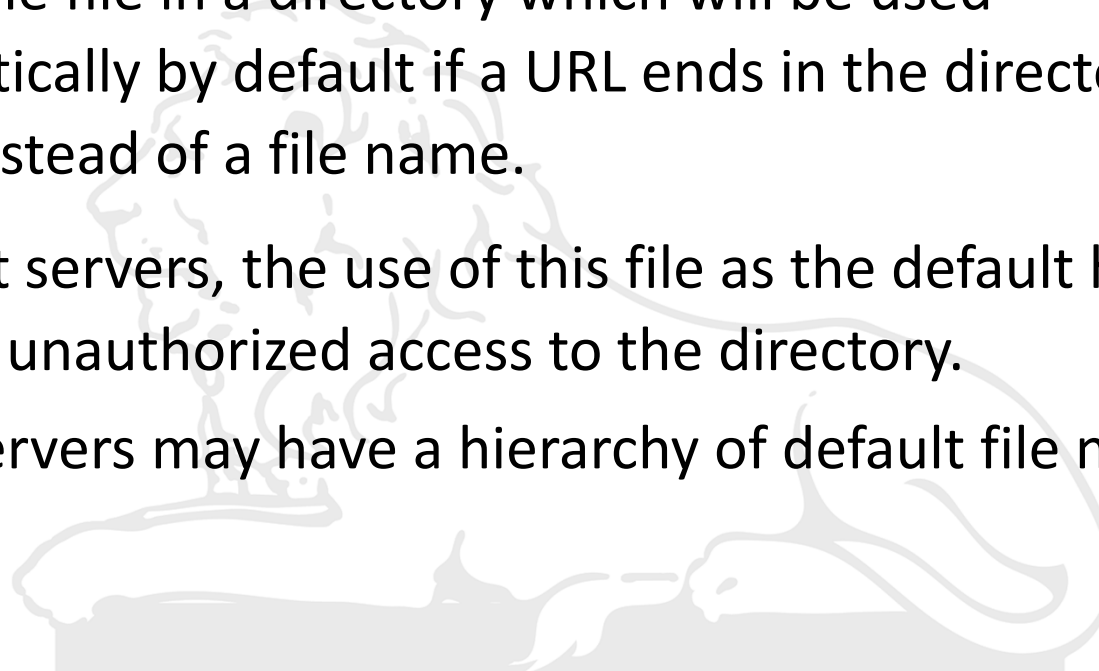 le file in a directory which will be used
tically by default if a URL ends in the direct
stead of a file name.
t servers, the use of this file as the default h
unauthorized access to the directory.
ervers may have a hierarchy of default file n